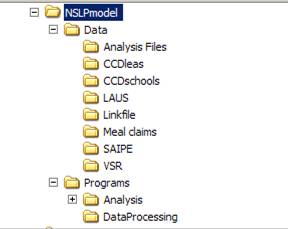 NSLPmodel
Data
Analysis Files
CCDleas
CCDschools
LAUS
Linkfile
Meal claims
SAIPE
VSR
Programs
Analysis
DataProcessing